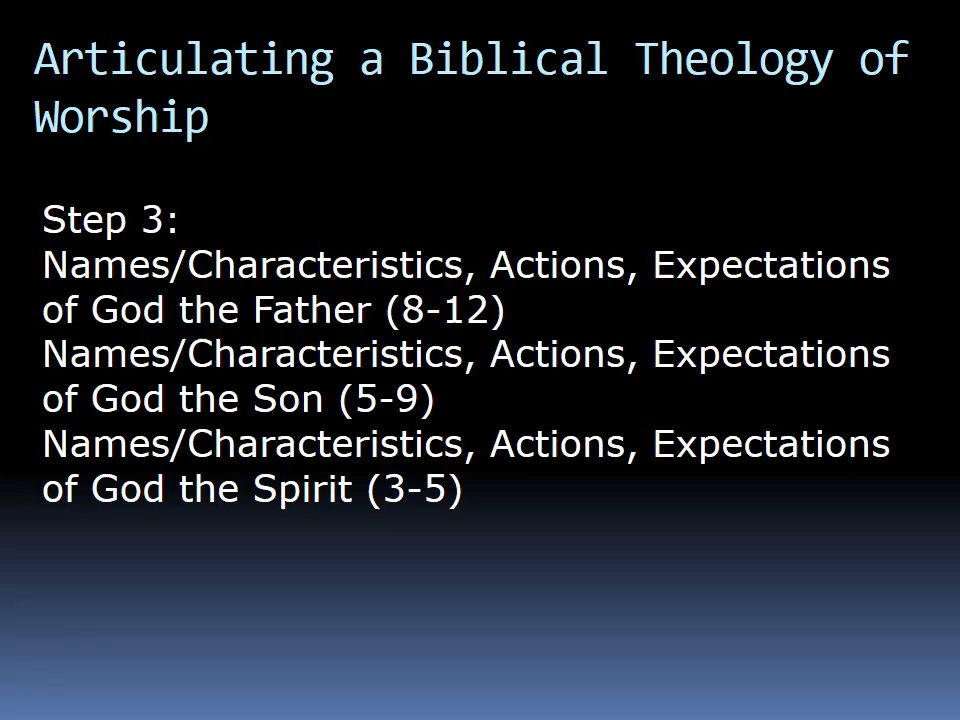 Articulating a Biblical Theology of
Worship
Step 3:
Names/Characteristics, Actions, Expectations
of God the Father (8-12)
Names/Characteristics, Actions, Expectations
of God the Son (5-9)
Names/Characteristics, Actions, Expectations
of God the Spirit (3-5)